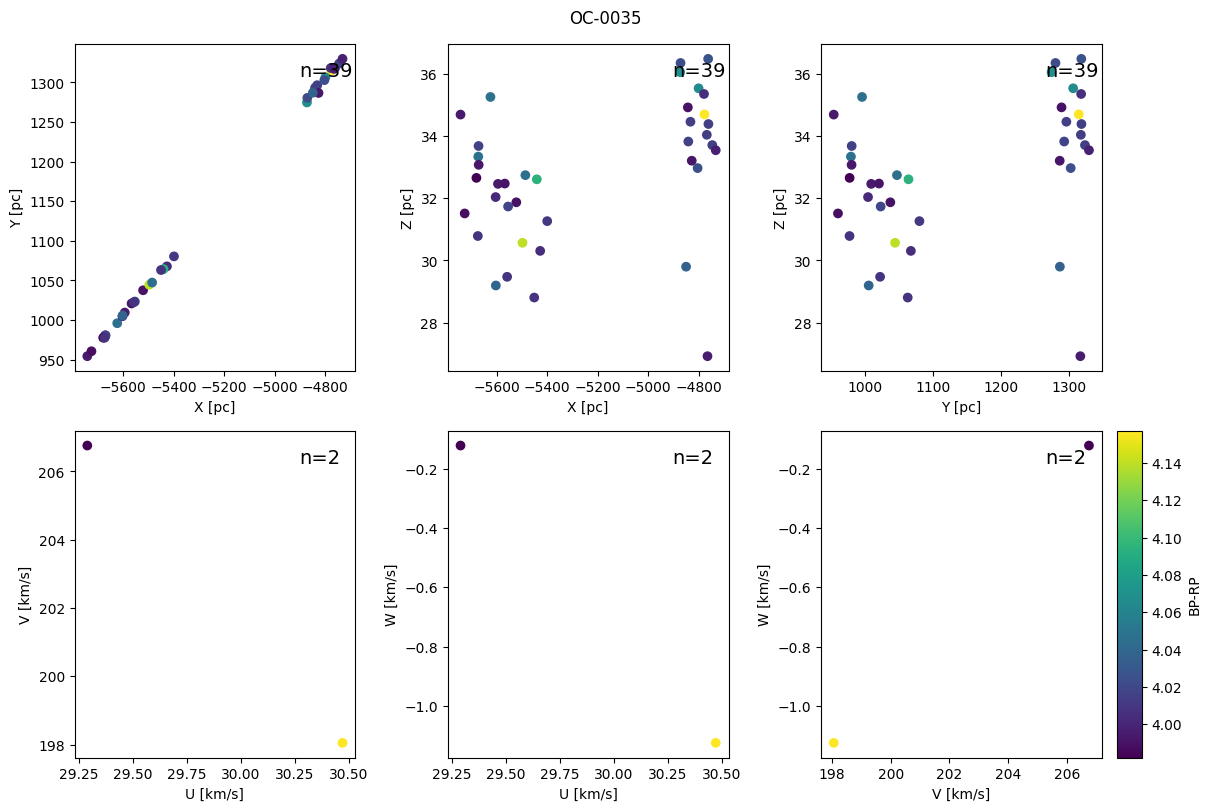 OC-0035
n=39
n=39
n=39
1300
1250
1200
1150
1100
1050
1000
950
Y [pc]
−5600 −5400 −5200 −5000 −4800
X [pc]
36
34
32
30
28
Z [pc]
−5600 −5400 −5200 −5000 −4800
X [pc]
36
34
32
30
28
Z [pc]
1000 1100 1200 1300
Y [pc]
n=2
n=2
n=2
206
204
202
200
198
V [km/s]
29.25 29.50 29.75 30.00 30.25 30.50
U [km/s]
−0.2
−0.4
−0.6
−0.8
−1.0
W [km/s]
29.25 29.50 29.75 30.00 30.25 30.50
U [km/s]
−0.2
−0.4
−0.6
−0.8
−1.0
W [km/s]
198 200 202 204 206
V [km/s]
4.14
4.12
4.10
4.08
4.06
4.04
4.02
4.00
BP-RP